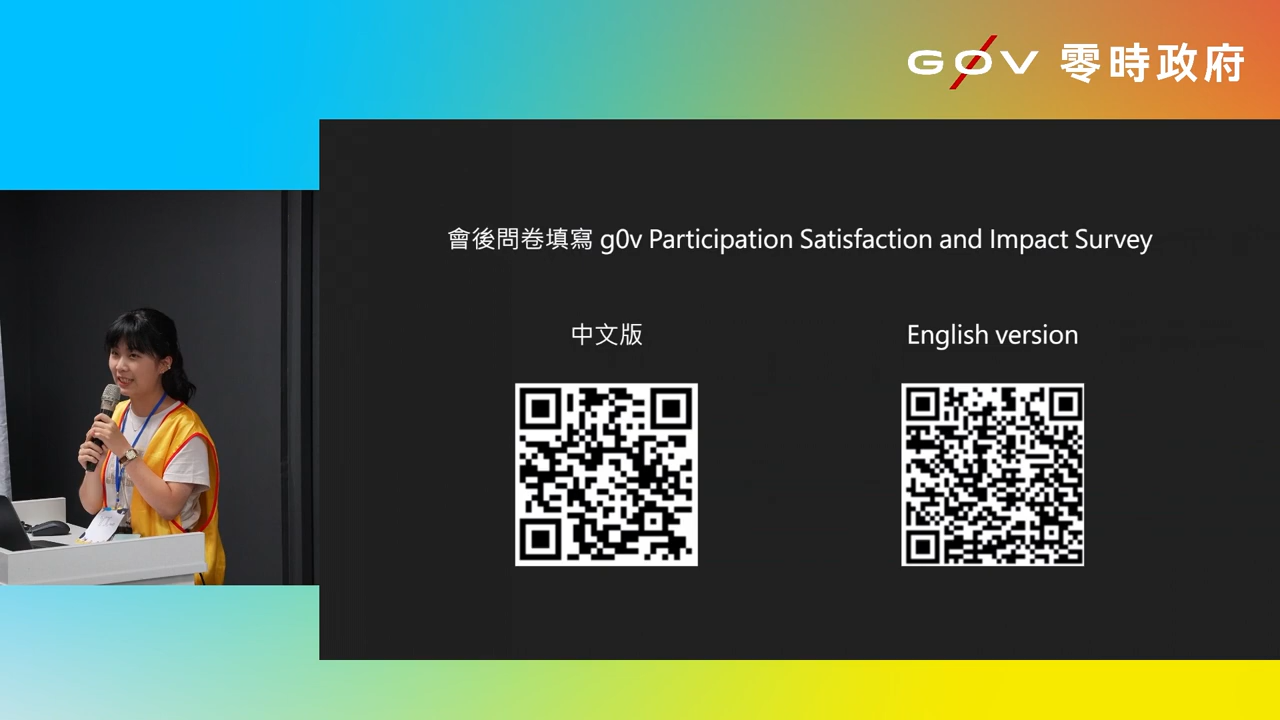 GØV 零時政府
會後問卷填寫 g0v Participation Satisfaction and Impact Survey
中文版
English version